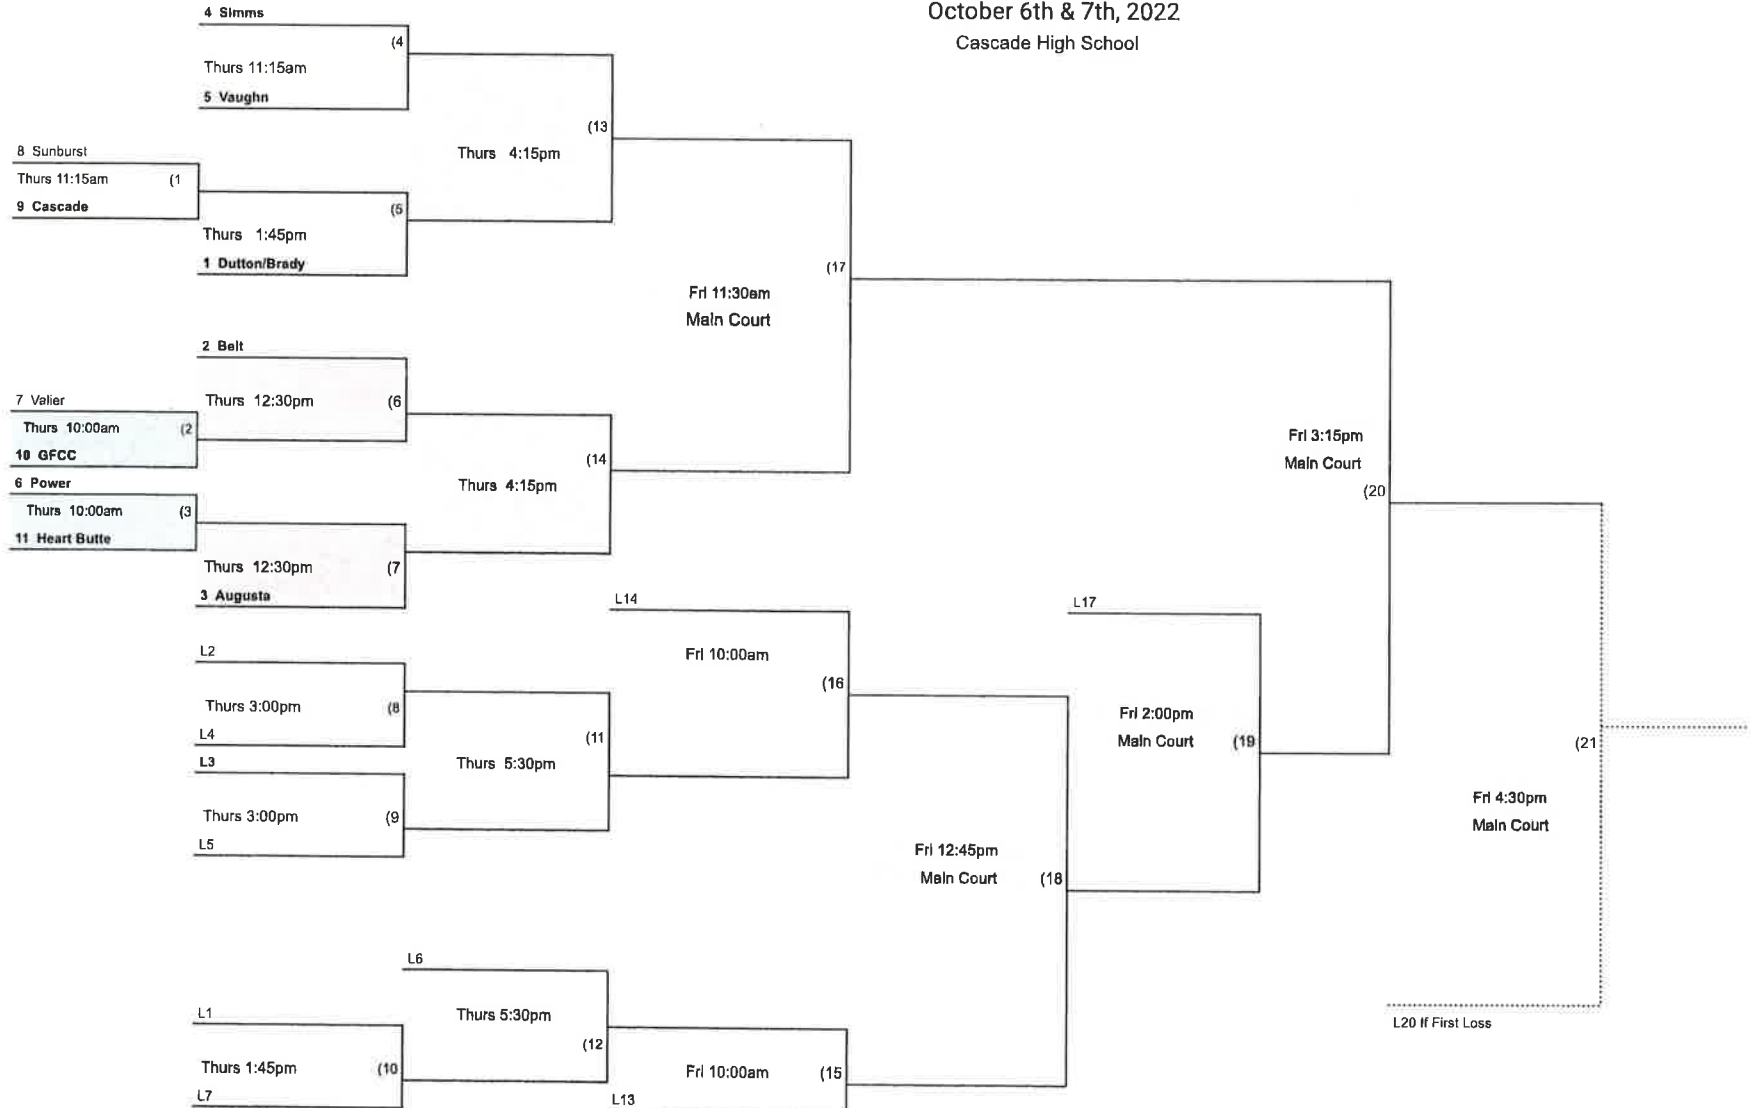 October 6th & 7th, 2022
Cascade High School
4 Simms
(4
Thurs 11:15am
5 Vaughn
(13
Thurs 4:15pm
8 Sunburst
Thurs 11:15am (1
9 Cascade
(5
Thurs 1:45pm
1 Dutton/Brady
(17
Fri 11:30am
Main Court
2 Belt
Thurs 12:30pm (6
7 Valier
Thurs 10:00am (2
10 GFCC
(14
Thurs 4:15pm
6 Power
Thurs 10:00am (3
11 Heart Butte
Thurs 12:30pm (7
3 Augusta
Fri 3:15pm
Main Court
(20
L14
Fri 10:00am
(16
L17
Fri 2:00pm
Main Court (19
L2
Thurs 3:00pm (8
L4
(11
Thurs 5:30pm
L3
Thurs 3:00pm (9
L5
(21
Fri 4:30pm
Main Court
Fri 12:45pm
Main Court (18
L6
Thurs 5:30pm
(12
L1
Thurs 1:45pm (10
L7
Fri 10:00am (15
L13
L20 If First Loss